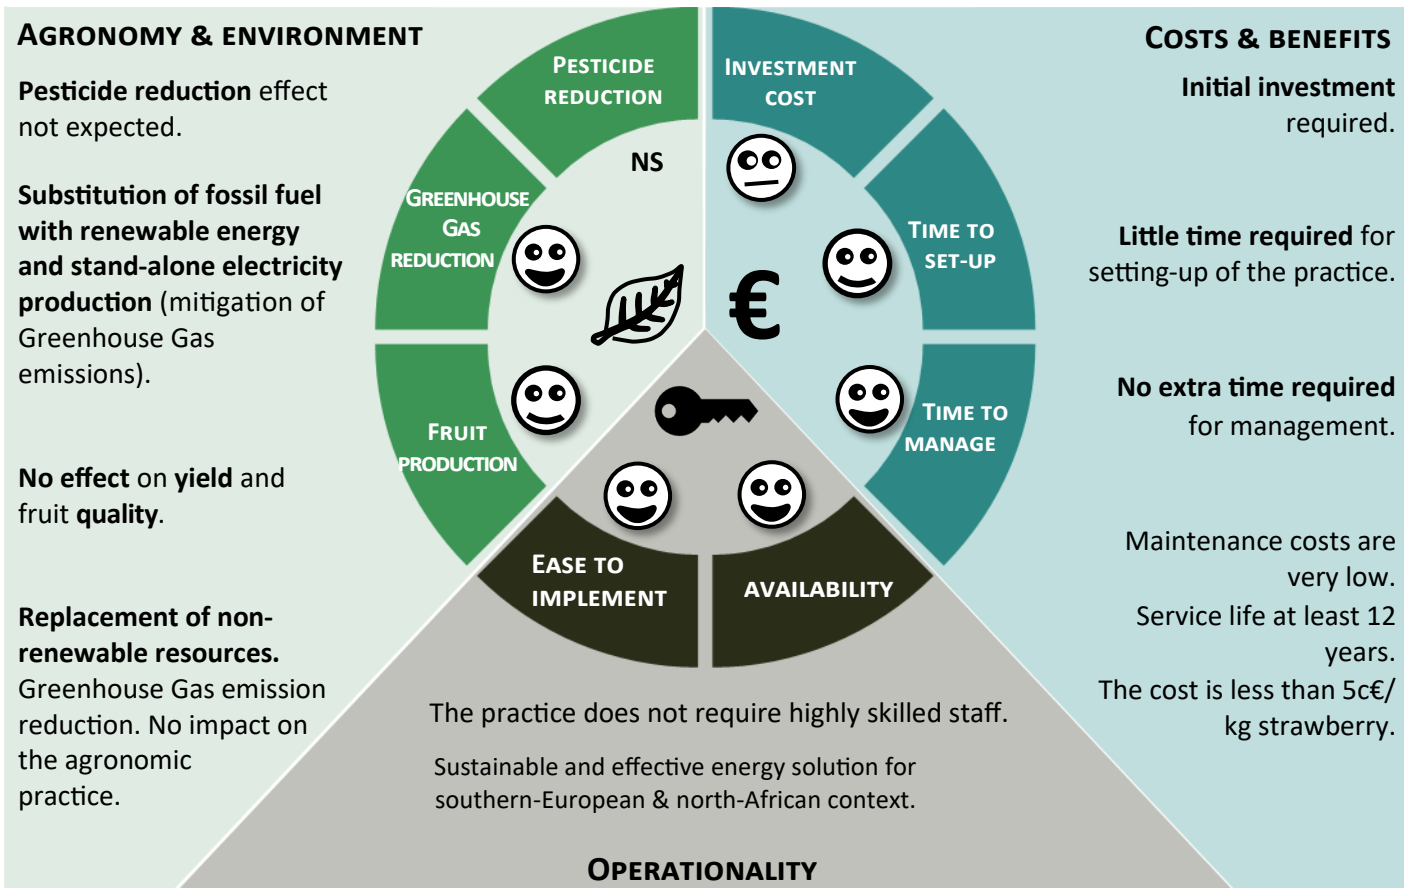 AGRONOMY & ENVIRONMENT
Pesticide reduction effect
not expected.
Substitution of fossil fuel
with renewable energy
and stand-alone electricity
production (mitigation of
Greenhouse Gas
emissions).
No effect on yield and
fruit quality.
Replacement of non-
renewable resources.
Greenhouse Gas emission
reduction. No impact on
the agronomic
practice.
PESTICIDE
REDUCTION
NS
GREENHOUSE
GAS
REDUCTION
FRUIT
PRODUCTION
INVESTMENT
COST
TIME TO
SET-UP
€
TIME TO
MANAGE
EASE TO
IMPLEMENT
AVAILABILITY
The practice does not require highly skilled staff.
Sustainable and effective energy solution for
southern-European & north-African context.
OPERATIONALITY
COSTS & BENEFITS
Initial investment
required.
Little time required for
setting-up of the practice.
No extra time required
for management.
Maintenance costs are
very low.
Service life at least 12
years.
The cost is less than 5c€/
kg strawberry.